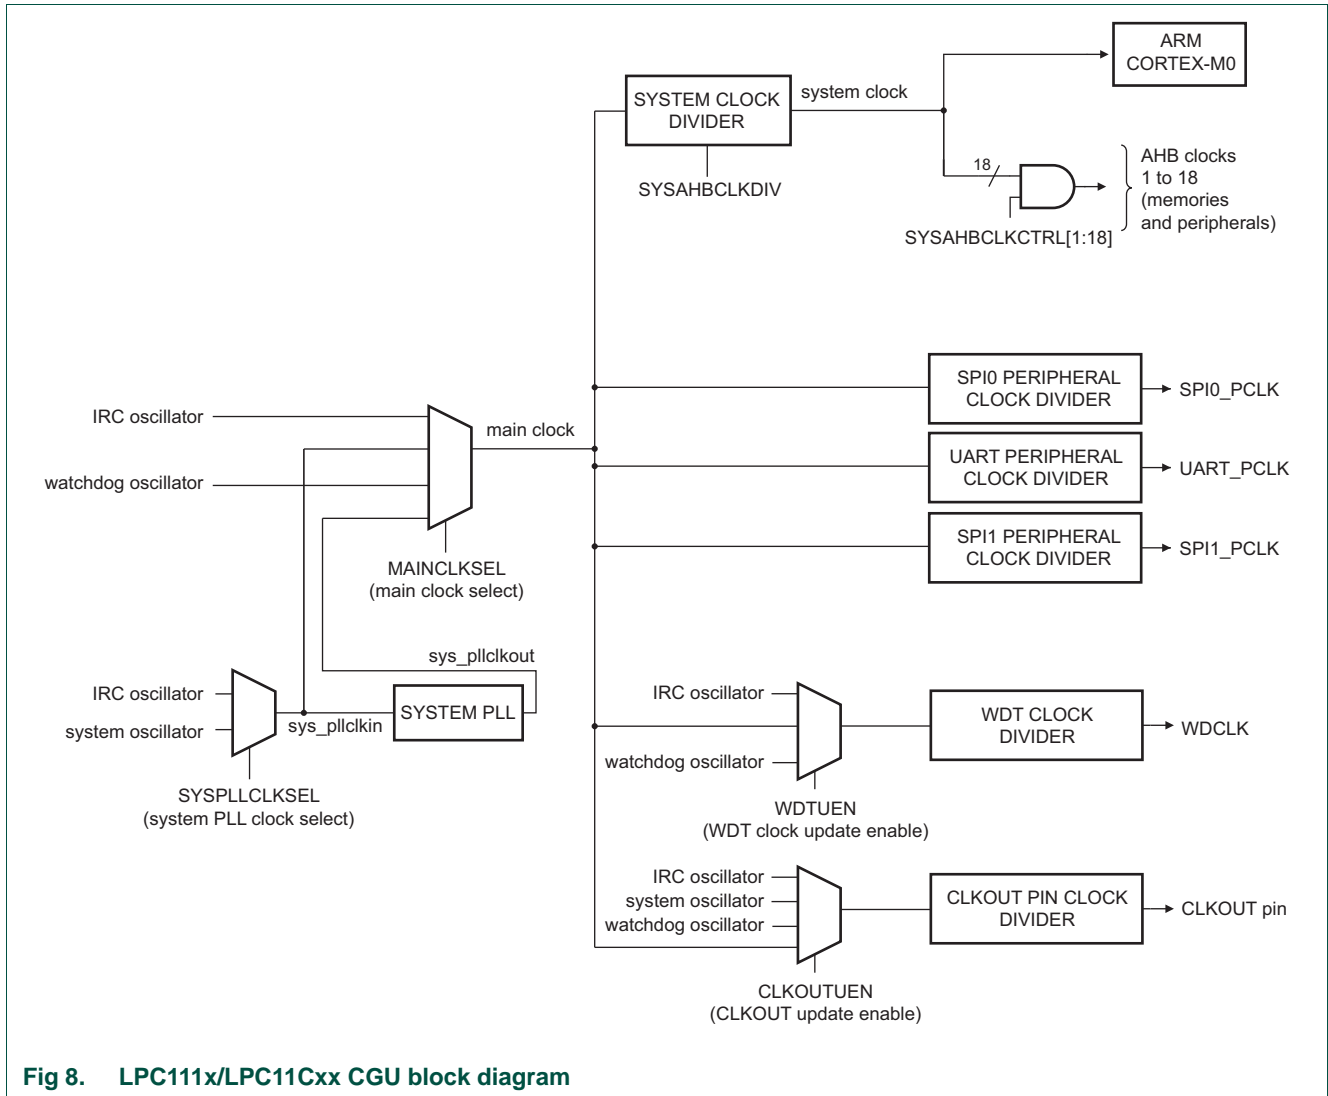 ARM
CORTEX-M0
SYSTEM CLOCK
DIVIDER
system clock
SYSAHBCLKDIV
18
AHB clocks
1 to 18
(memories
and peripherals)
SYSAHBCLKCTRL[1:18]
SPI0 PERIPHERAL
CLOCK DIVIDER
SPI0_PCLK
IRC oscillator
main clock
UART PERIPHERAL
CLOCK DIVIDER
UART_PCLK
watchdog oscillator
SPI1 PERIPHERAL
CLOCK DIVIDER
SPI1_PCLK
MAINCLKSEL
(main clock select)
sys_pllclkout
IRC oscillator
system oscillator
sys_pllclkin
SYSTEM PLL
SYSPLLCLKSEL
(system PLL clock select)
IRC oscillator
watchdog oscillator
WDT CLOCK
DIVIDER
WDCLK
WDTUEN
(WDT clock update enable)
IRC oscillator
system oscillator
watchdog oscillator
CLKOUT PIN CLOCK
DIVIDER
CLKOUT pin
CLKOUTUEN
(CLKOUT update enable)
Fig 8. LPC111x/LPC11Cxx CGU block diagram